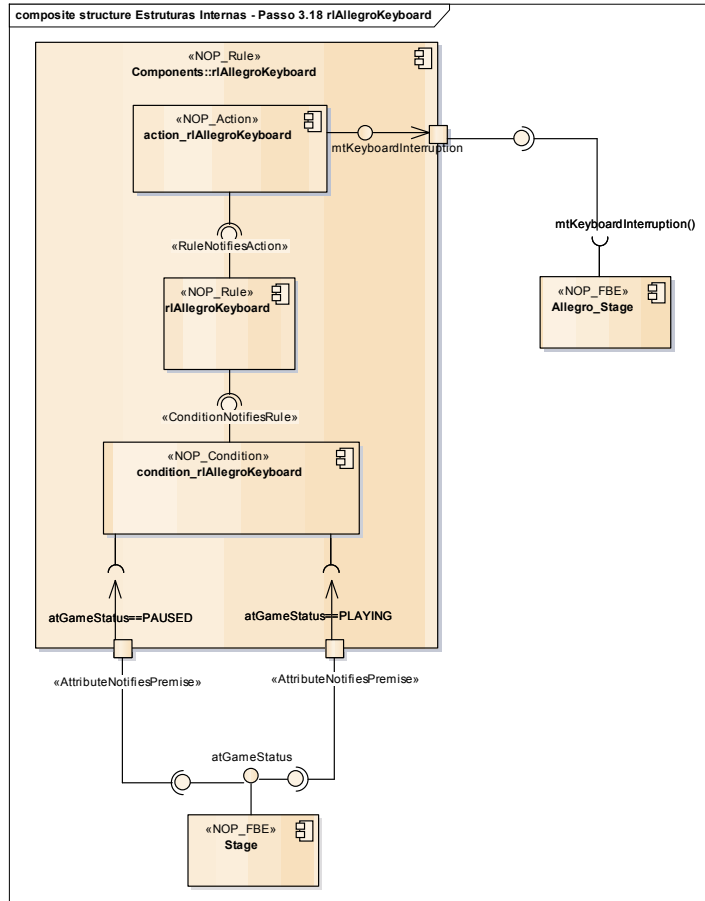 composite structure Estruturas Internas - Passo 3.18 rlAllegroKeyboard
«NOP_Rule»
Components::rlAllegroKeyboard
«NOP_Action»
action_rlAllegroKeyboard
mtKeyboardInterruption
«RuleNotifiesAction»
mtKeyboardInterruption()
«NOP_FBE»
Allegro_Stage
«NOP_Rule»
rlAllegroKeyboard
«ConditionNotifiesRule»
«NOP_Condition»
condition_rlAllegroKeyboard
atGameStatus==PAUSED
atGameStatus==PLAYING
«AttributeNotifiesPremise»
«AttributeNotifiesPremise»
atGameStatus
«NOP_FBE»
Stage